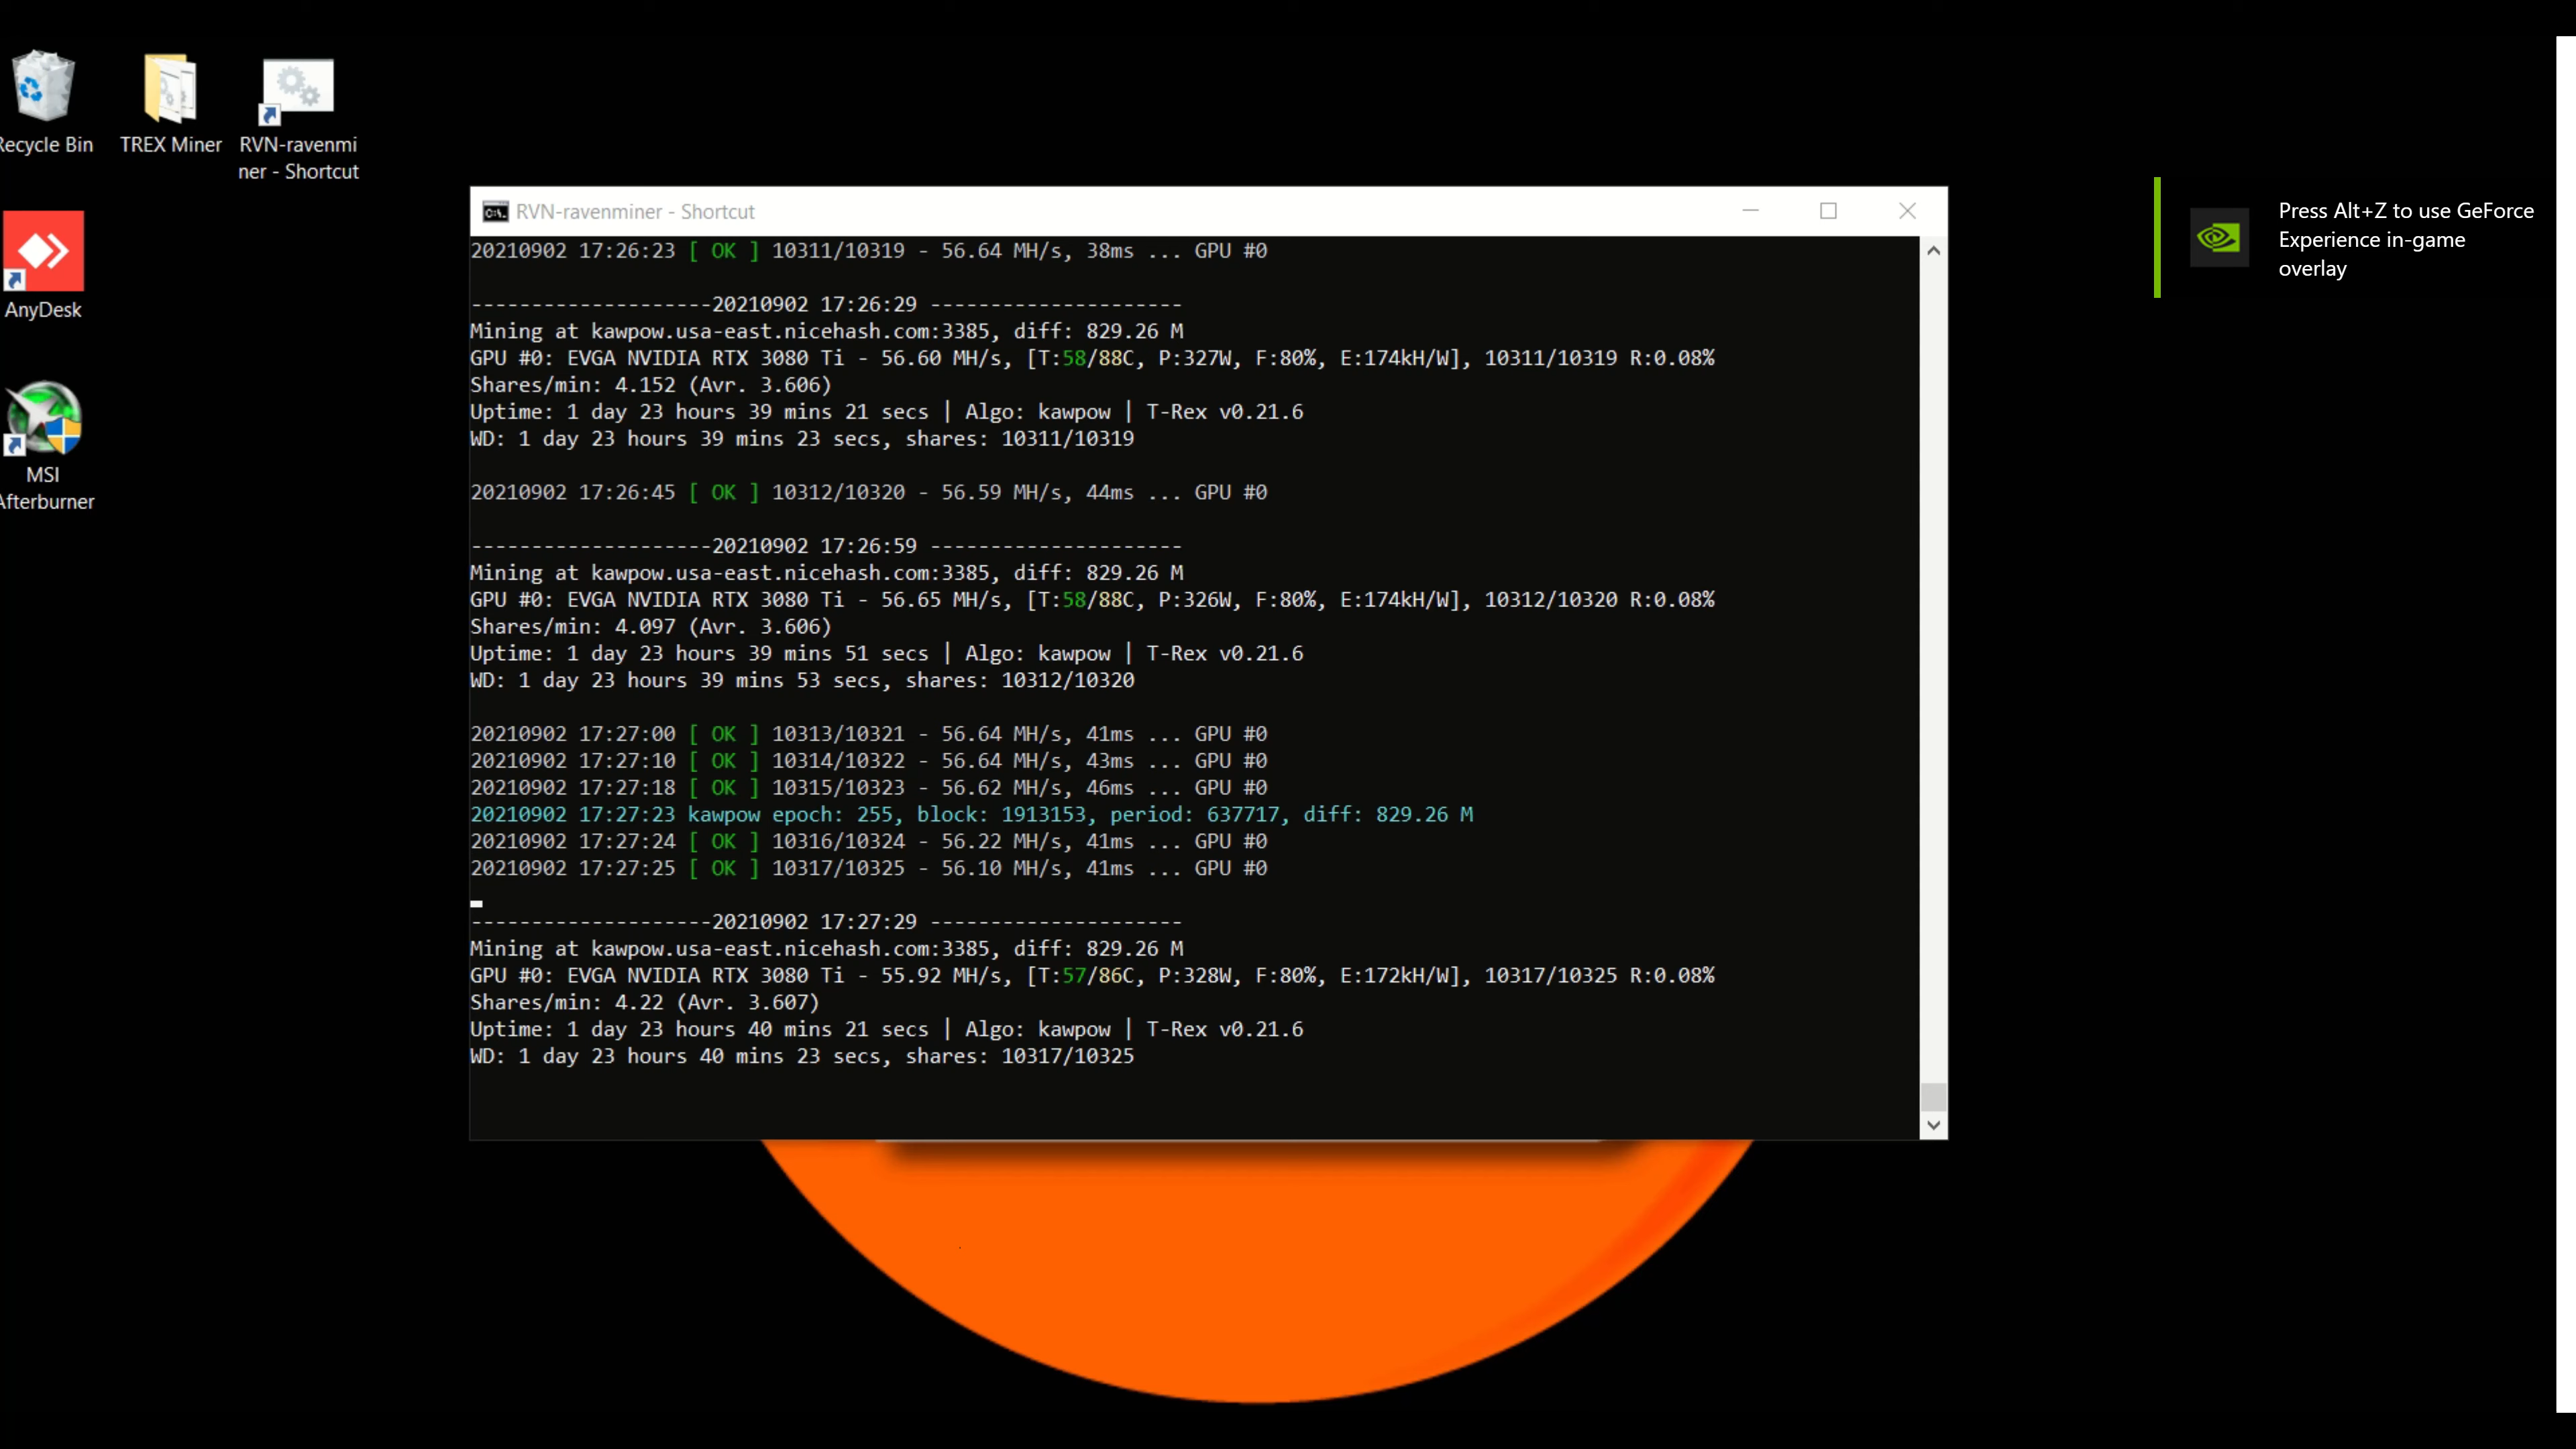 Recycle Bin
TREX Miner
RVN-ravenmi
ner - Shortcut
AnyDesk
MSI
Afterburner
RVN-ravenminer - Shortcut
20210902 17:26:23 [ OK ] 10311/10319 - 56.64 MH/s, 38ms ... GPU #0
--------------------20210902 17:26:29 ---------------------
Mining at kawpow.usa-east.nicehash.com:3385, diff: 829.26 M
GPU #0: EVGA NVIDIA RTX 3080 Ti - 56.60 MH/s, [T:58/88C, P:327W, F:80%, E:174kH/W], 10311/10319 R:0.08%
Shares/min: 4.152 (Avr. 3.606)
Uptime: 1 day 23 hours 39 mins 21 secs | Algo: kawpow | T-Rex v0.21.6
WD: 1 day 23 hours 39 mins 23 secs, shares: 10311/10319
20210902 17:26:45 [ OK ] 10312/10320 - 56.59 MH/s, 44ms ... GPU #0
--------------------20210902 17:26:59 ---------------------
Mining at kawpow.usa-east.nicehash.com:3385, diff: 829.26 M
GPU #0: EVGA NVIDIA RTX 3080 Ti - 56.65 MH/s, [T:58/88C, P:326W, F:80%, E:174kH/W], 10312/10320 R:0.08%
Shares/min: 4.097 (Avr. 3.606)
Uptime: 1 day 23 hours 39 mins 51 secs | Algo: kawpow | T-Rex v0.21.6
WD: 1 day 23 hours 39 mins 53 secs, shares: 10312/10320
20210902 17:27:00 [ OK ] 10313/10321 - 56.64 MH/s, 41ms ... GPU #0
20210902 17:27:10 [ OK ] 10314/10322 - 56.64 MH/s, 43ms ... GPU #0
20210902 17:27:18 [ OK ] 10315/10323 - 56.62 MH/s, 46ms ... GPU #0
20210902 17:27:23 kawpow epoch: 255, block: 1913153, period: 637717, diff: 829.26 M
20210902 17:27:24 [ OK ] 10316/10324 - 56.22 MH/s, 41ms ... GPU #0
20210902 17:27:25 [ OK ] 10317/10325 - 56.10 MH/s, 41ms ... GPU #0
--------------------20210902 17:27:29 ---------------------
Mining at kawpow.usa-east.nicehash.com:3385, diff: 829.26 M
GPU #0: EVGA NVIDIA RTX 3080 Ti - 55.92 MH/s, [T:57/86C, P:328W, F:80%, E:172kH/W], 10317/10325 R:0.08%
Shares/min: 4.22 (Avr. 3.607)
Uptime: 1 day 23 hours 40 mins 21 secs | Algo: kawpow | T-Rex v0.21.6
WD: 1 day 23 hours 40 mins 23 secs, shares: 10317/10325
Press Alt+Z to use GeForce
Experience in-game
overlay